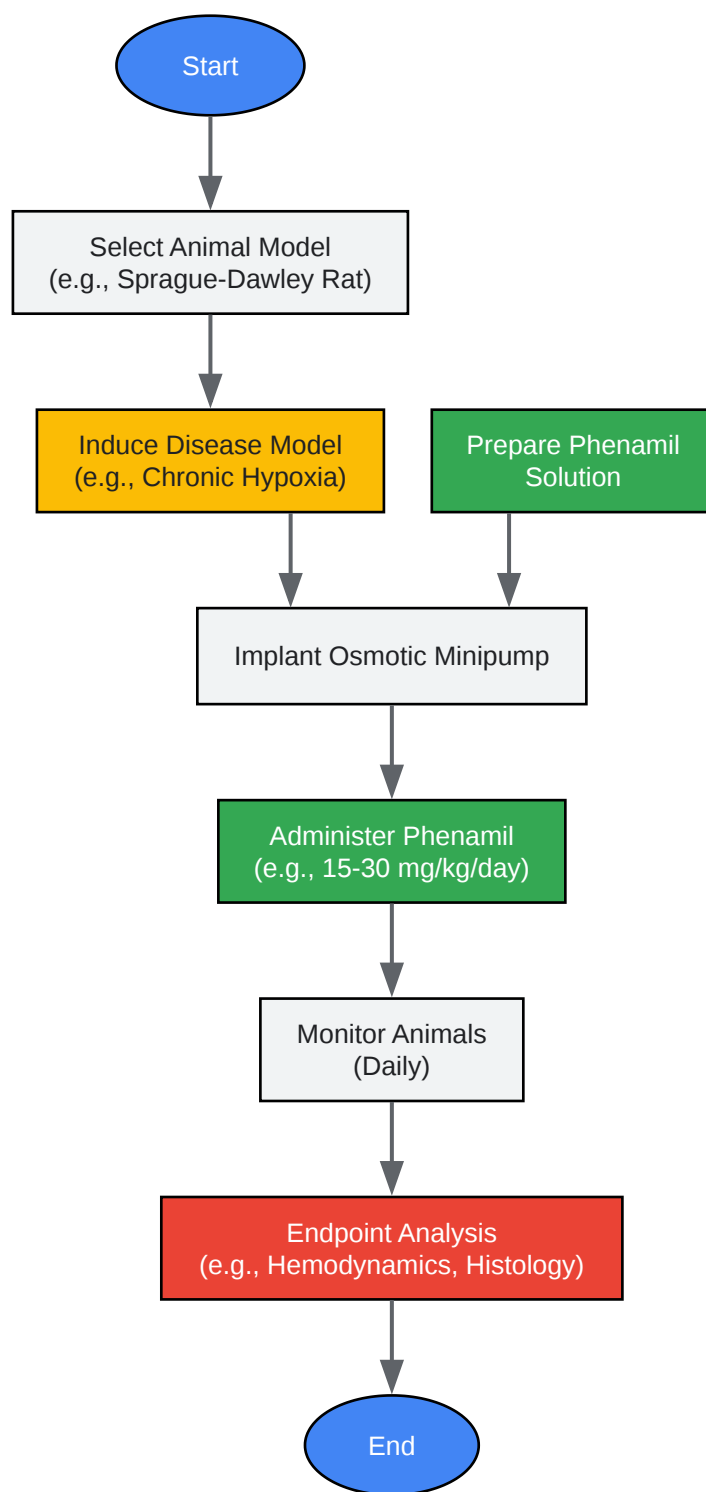 Start
Select Animal Model
(e.g., Sprague-Dawley Rat)
Induce Disease Model
(e.g., Chronic Hypoxia)
Prepare Phenamil
Solution
Implant Osmotic Minipump
Administer Phenamil
(e.g., 15-30 mg/kg/day)
Monitor Animals
(Daily)
Endpoint Analysis
(e.g., Hemodynamics, Histology)
End